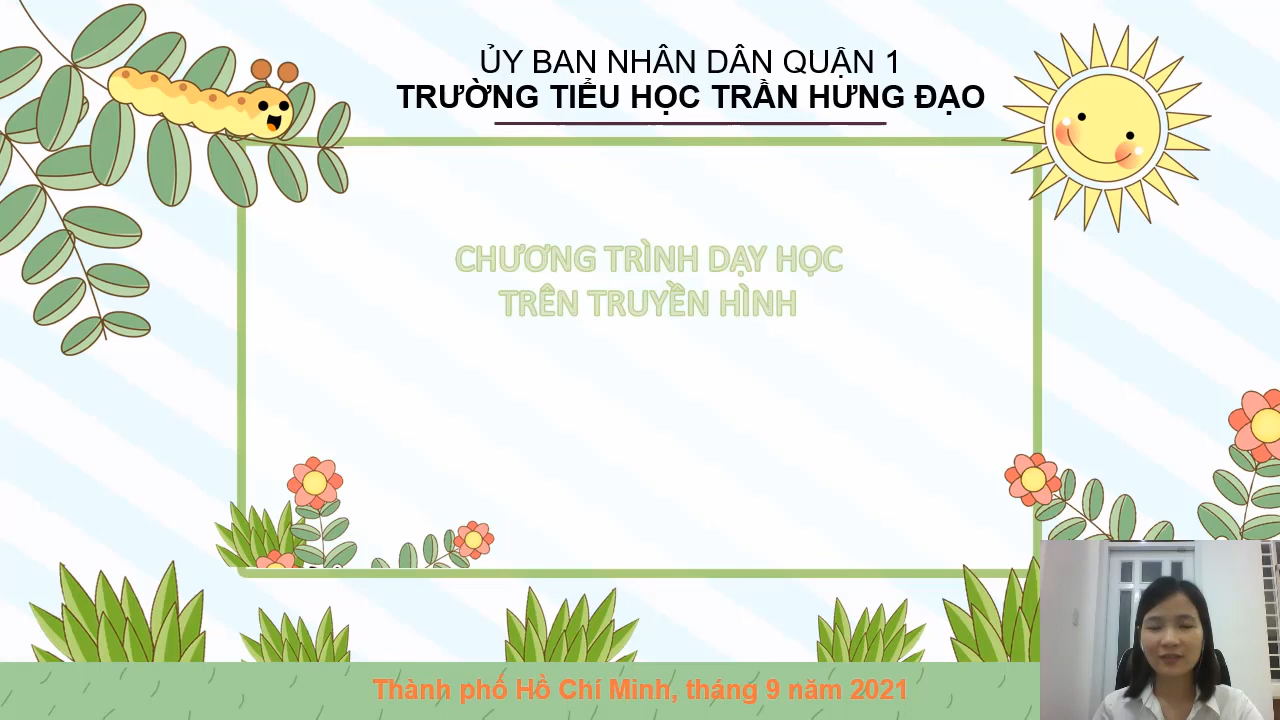 ỦY BAN NHÂN DÂN QUẬN 1
TRƯỜNG TIỂU HỌC TRẦN HƯNG ĐẠO
CHƯƠNG TRÌNH DẠY HỌC
TRÊN TRUYỀN HÌNH
Thành phố Hồ Chí Minh, tháng 9 năm 2021